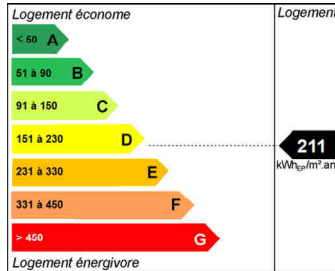 Logement économe
Logement
< 50 A
51 à 90 B
91 à 150 C
151 à 230 D
211
kWhEP/m².an
231 à 330 E
331 à 450 F
> 450 G
Logement énergivore